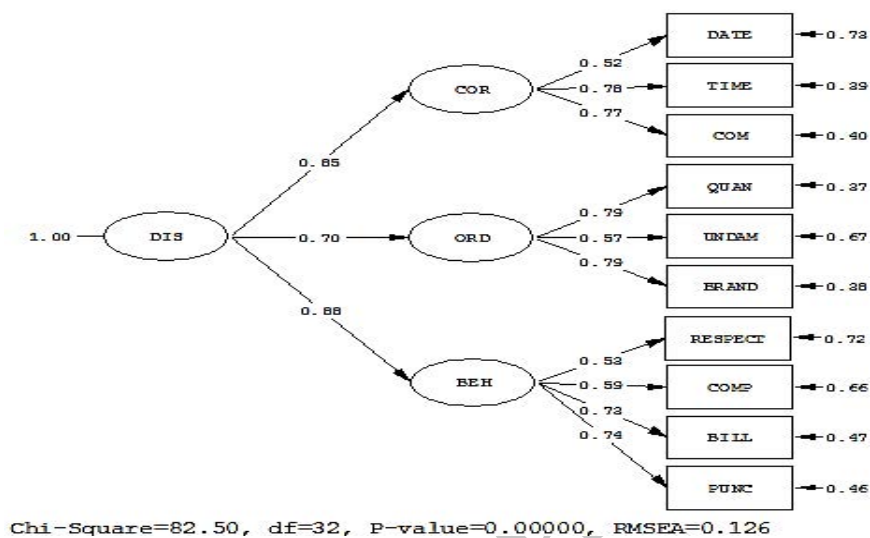 DATE 0.73
0.52
COR 0.78 TIME 0.39
0.77
COM 0.40
0.85
QUAN 0.37
0.79
1.00 DIS 0.70 ORD 0.57 UNDAM 0.67
0.79
BRAND 0.38
0.88
RESPECT 0.72
0.53
BEH 0.59 COMP 0.66
0.73
BILL 0.47
0.74
PUNC 0.46
Chi-Square=82.50, df=32, P-value=0.00000, RMSEA=0.126